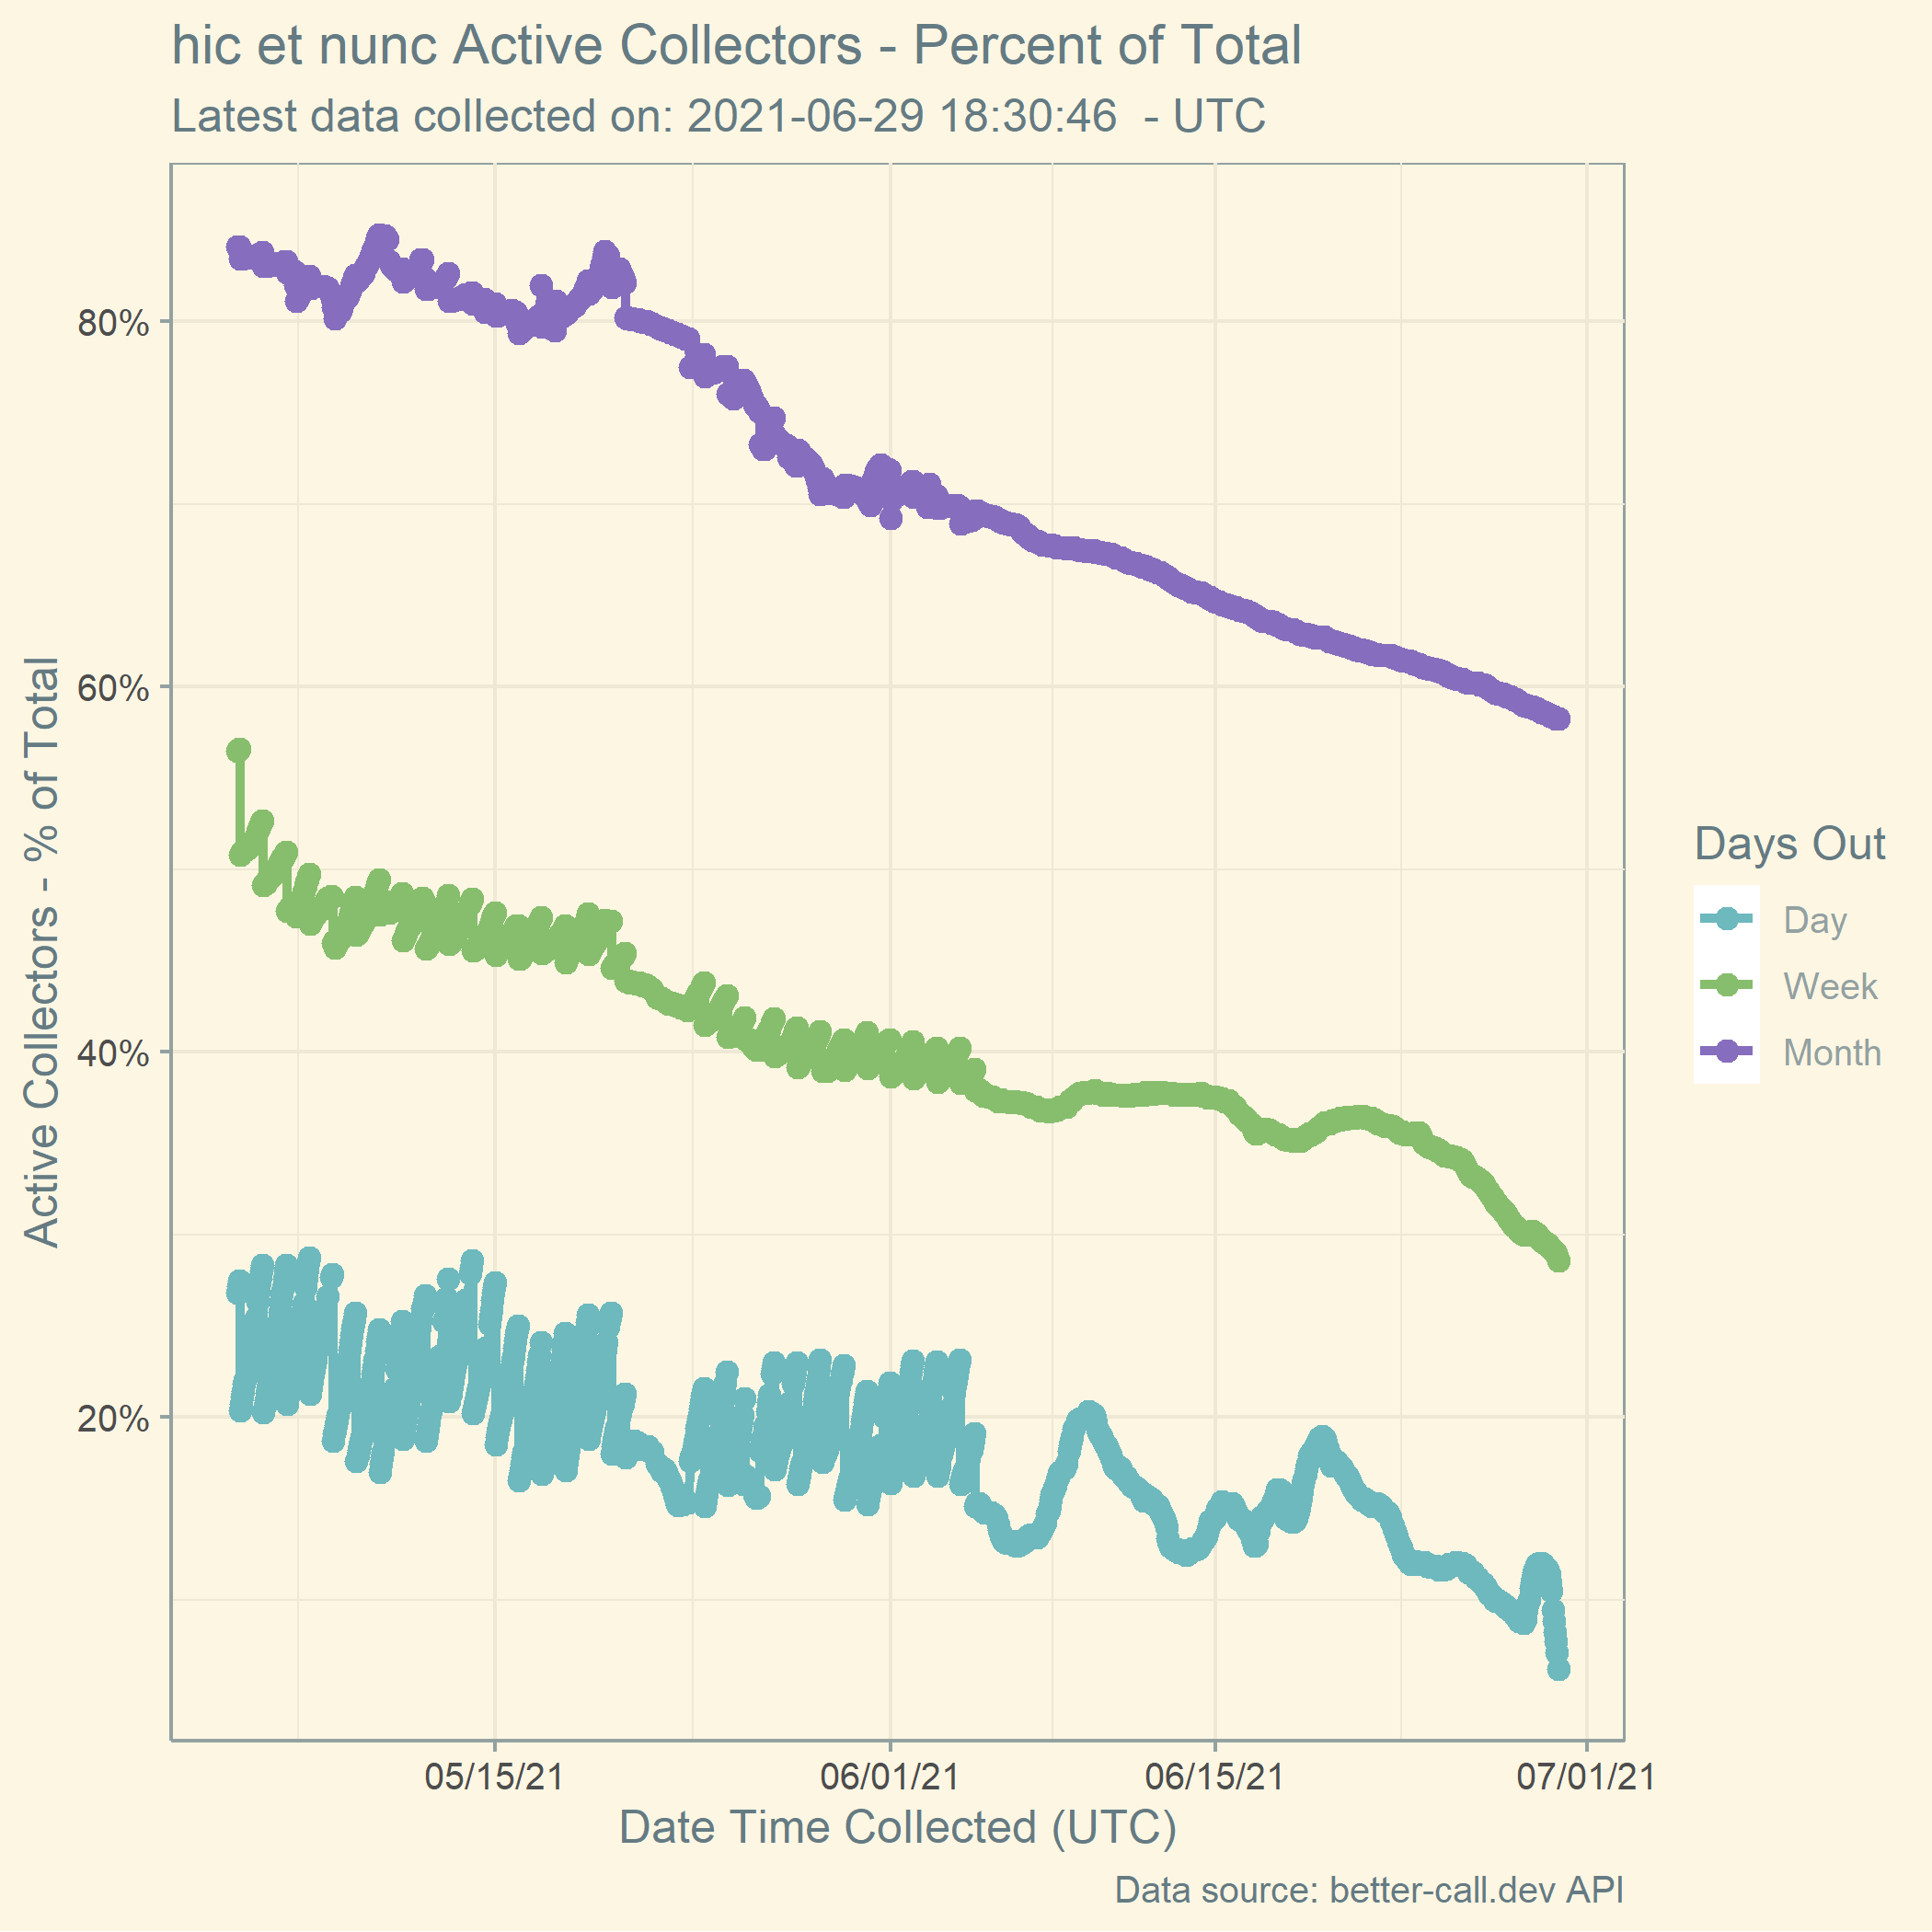 hic et nunc Active Collectors - Percent of Total
Latest data collected on: 2021-06-29 18:30:46  - UTC
Active Collectors - % of Total
80%
60%
40%
20%
05/15/21
06/01/21
06/15/21
07/01/21
Date Time Collected (UTC)
Days Out
Day
Week
Month
Data source: better-call.dev API